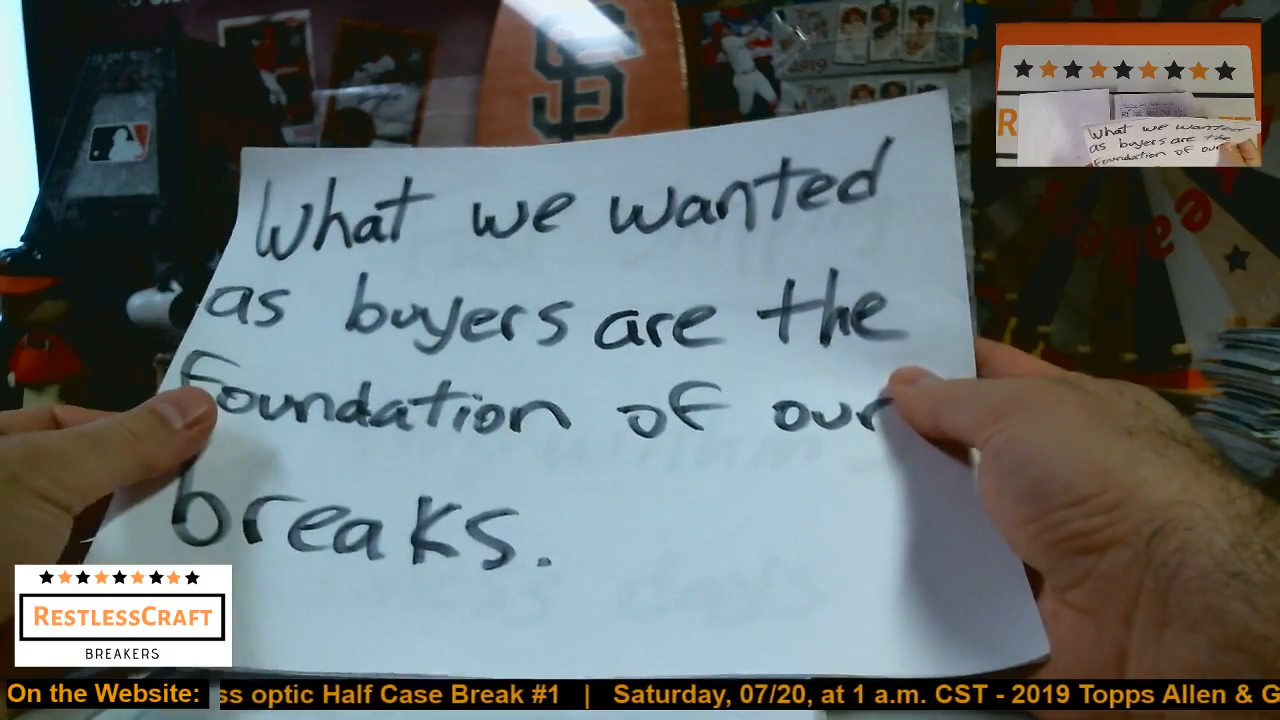 What we wanted
as buyers are the
foundation of our
breaks.
2019
What we wanted
as buyers are the
foundation of our
RESTLESSCRAFT
BREAKERS
On the Website: ss optic Half Case Break #1 | Saturday, 07/20, at 1 a.m. CST - 2019 Topps Allen & G